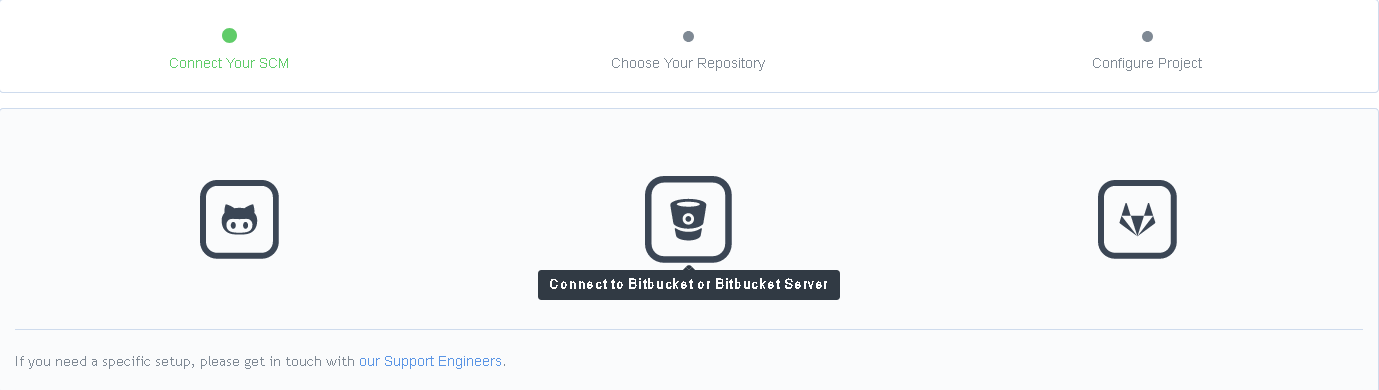 Connect Your SCM
Choose Your Repository
Configure Project
Connect to Bitbucket or Bitbucket Server
If you need a specific setup, please get in touch with our Support Engineers.